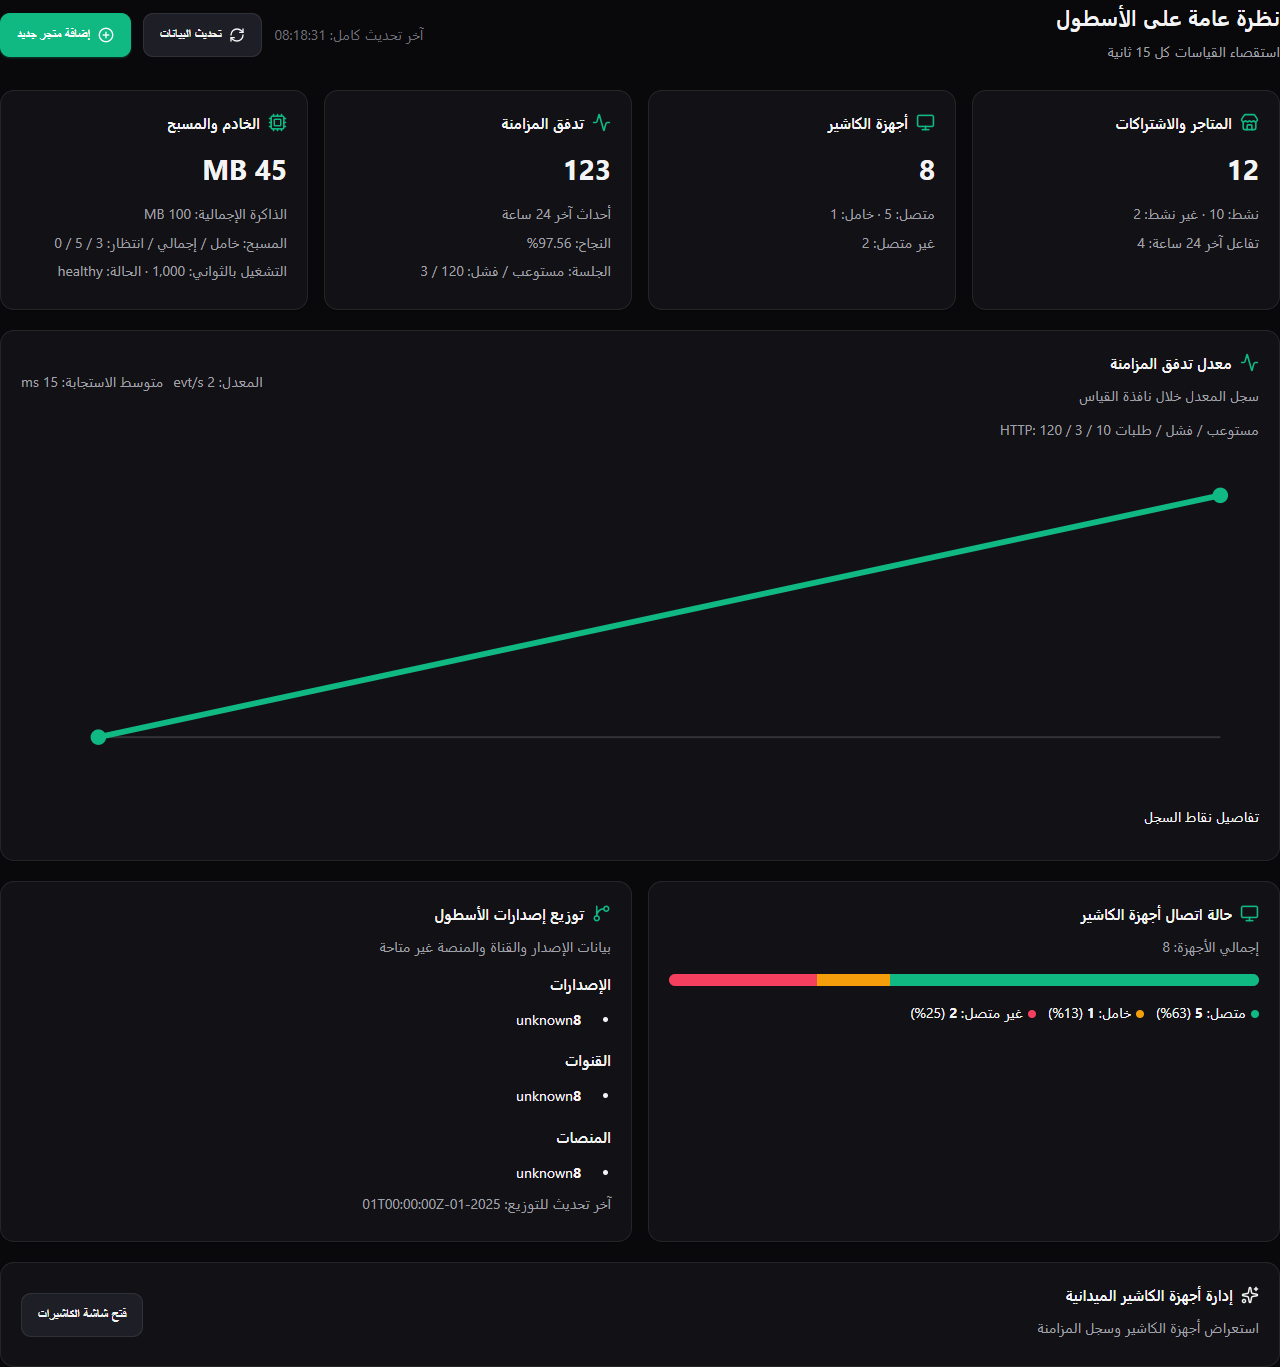 نظرة عامة على الأسطول
استقصاء القياسات كل 15 ثانية
آخر تحديث كامل: 08:18:31
تحديث البيانات
إضافة متجر جديد
المتاجر والاشتراكات
12
نشط: 10 · غير نشط: 2
تفاعل آخر 24 ساعة: 4
أجهزة الكاشير
8
متصل: 5 · خامل: 1
غير متصل: 2
تدفق المزامنة
123
أحداث آخر 24 ساعة
النجاح: 97.56%
الجلسة: مستوعب / فشل: 120 / 3
الخادم والمسبح
45 MB
الذاكرة الإجمالية: 100 MB
المسبح: خامل / إجمالي / انتظار: 3 / 5 / 0
التشغيل بالثواني: 1,000 · الحالة: healthy
معدل تدفق المزامنة
سجل المعدل خلال نافذة القياس
مستوعب / فشل / طلبات HTTP: 120 / 3 / 10
المعدل: 2 evt/s متوسط الاستجابة: 15 ms
تفاصيل نقاط السجل
حالة اتصال أجهزة الكاشير
إجمالي الأجهزة: 8
متصل: 5 (63%) خامل: 1 (13%) غير متصل: 2 (25%)
توزيع إصدارات الأسطول
بيانات الإصدار والقناة والمنصة غير متاحة
الإصدارات
• unknown8
القنوات
• unknown8
المنصات
• unknown8
آخر تحديث للتوزيع: 2025-01-01T00:00:00Z
إدارة أجهزة الكاشير الميدانية
استعراض أجهزة الكاشير وسجل المزامنة
فتح شاشة الكاشيرات